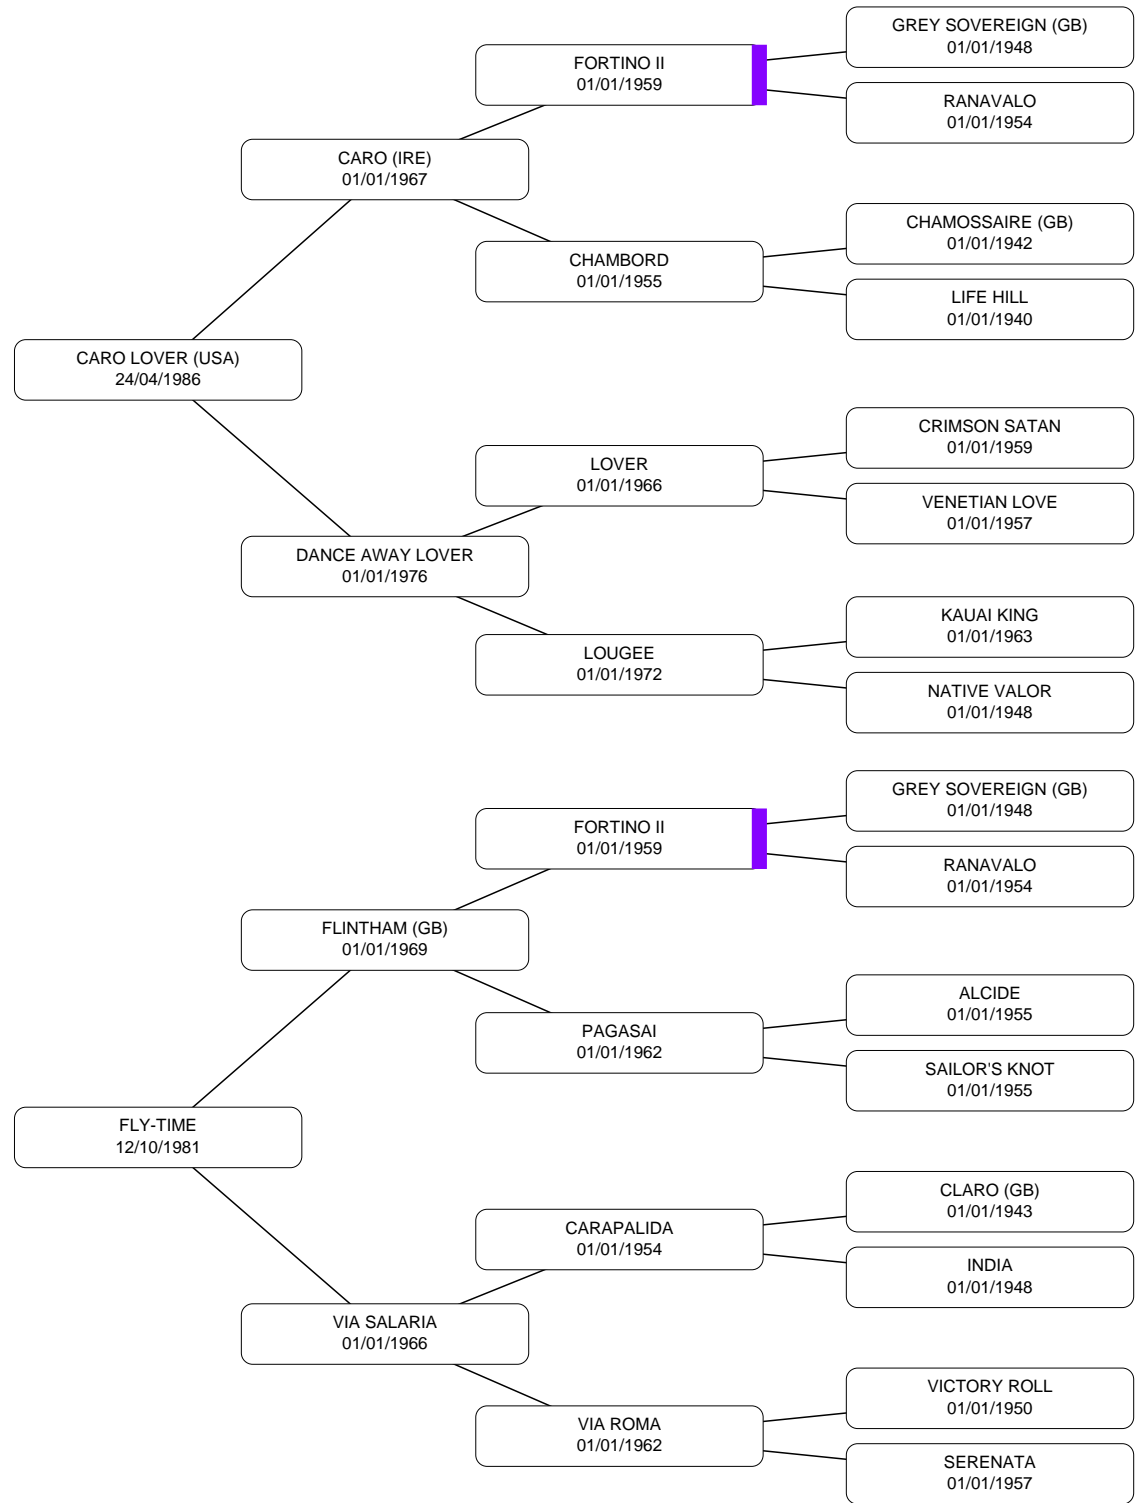 GREY SOVEREIGN (GB)
01/01/1948
FORTINO II
01/01/1959
RANAVALO
01/01/1954
CARO (IRE)
01/01/1967
CHAMOSSAIRE (GB)
01/01/1942
CHAMBORD
01/01/1955
LIFE HILL
01/01/1940
CARO LOVER (USA)
24/04/1986
CRIMSON SATAN
01/01/1959
LOVER
01/01/1966
VENETIAN LOVE
01/01/1957
DANCE AWAY LOVER
01/01/1976
KAUAI KING
01/01/1963
LOUGEE
01/01/1972
NATIVE VALOR
01/01/1948
GREY SOVEREIGN (GB)
01/01/1948
FORTINO II
01/01/1959
RANAVALO
01/01/1954
FLINTHAM (GB)
01/01/1969
ALCIDE
01/01/1955
PAGASAI
01/01/1962
SAILOR'S KNOT
01/01/1955
FLY-TIME
12/10/1981
CLARO (GB)
01/01/1943
CARAPALIDA
01/01/1954
INDIA
01/01/1948
VIA SALARIA
01/01/1966
VICTORY ROLL
01/01/1950
VIA ROMA
01/01/1962
SERENATA
01/01/1957